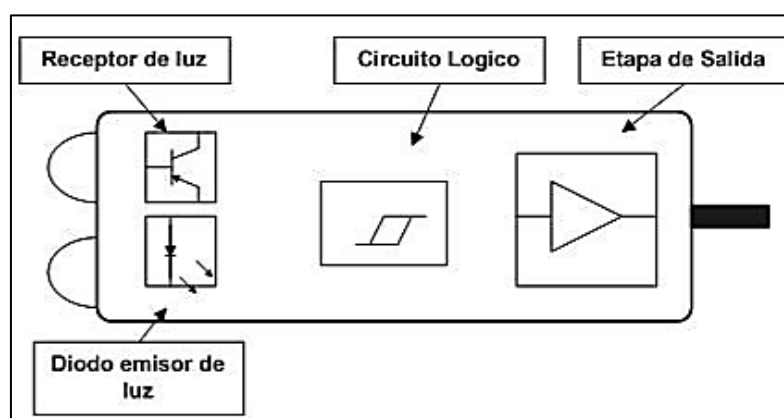 Receptor de luz
Circuito Logico
Etapa de Salida
Diodo emisor de
luz